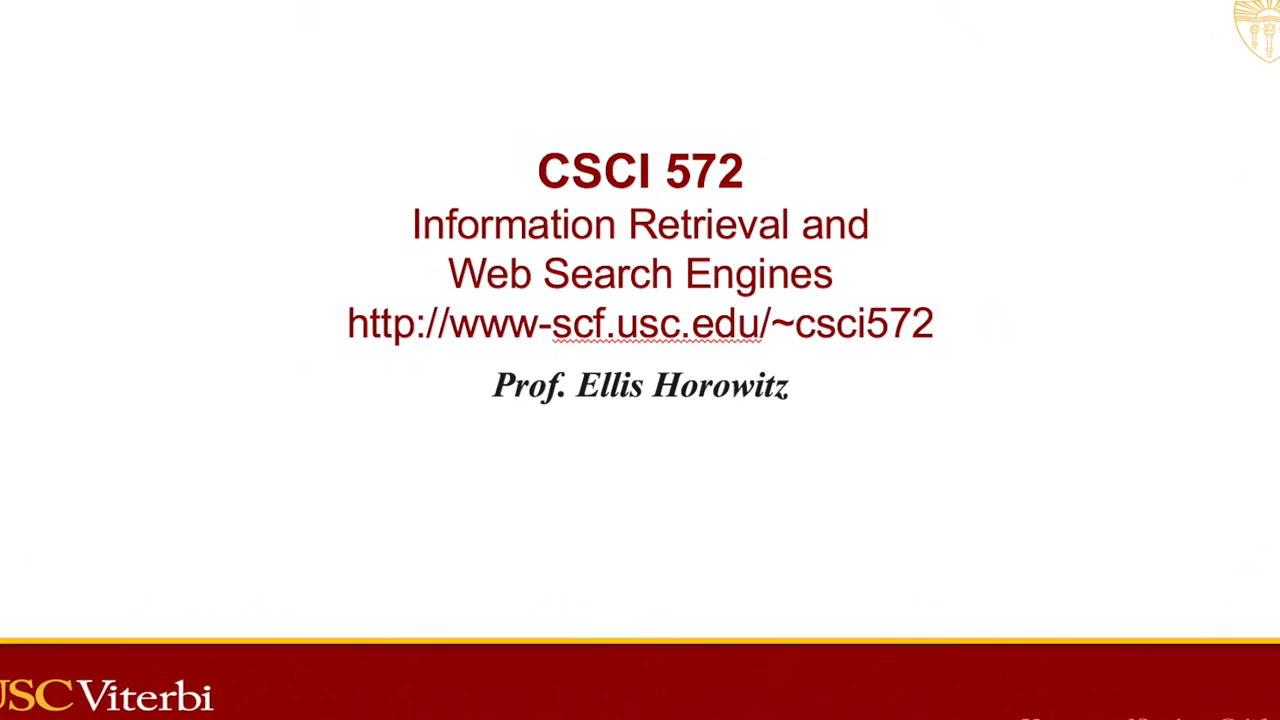 CSCI 572
Information Retrieval and
Web Search Engines
http://www-scf.usc.edu/~csci572
Prof. Ellis Horowitz
USC Viterbi